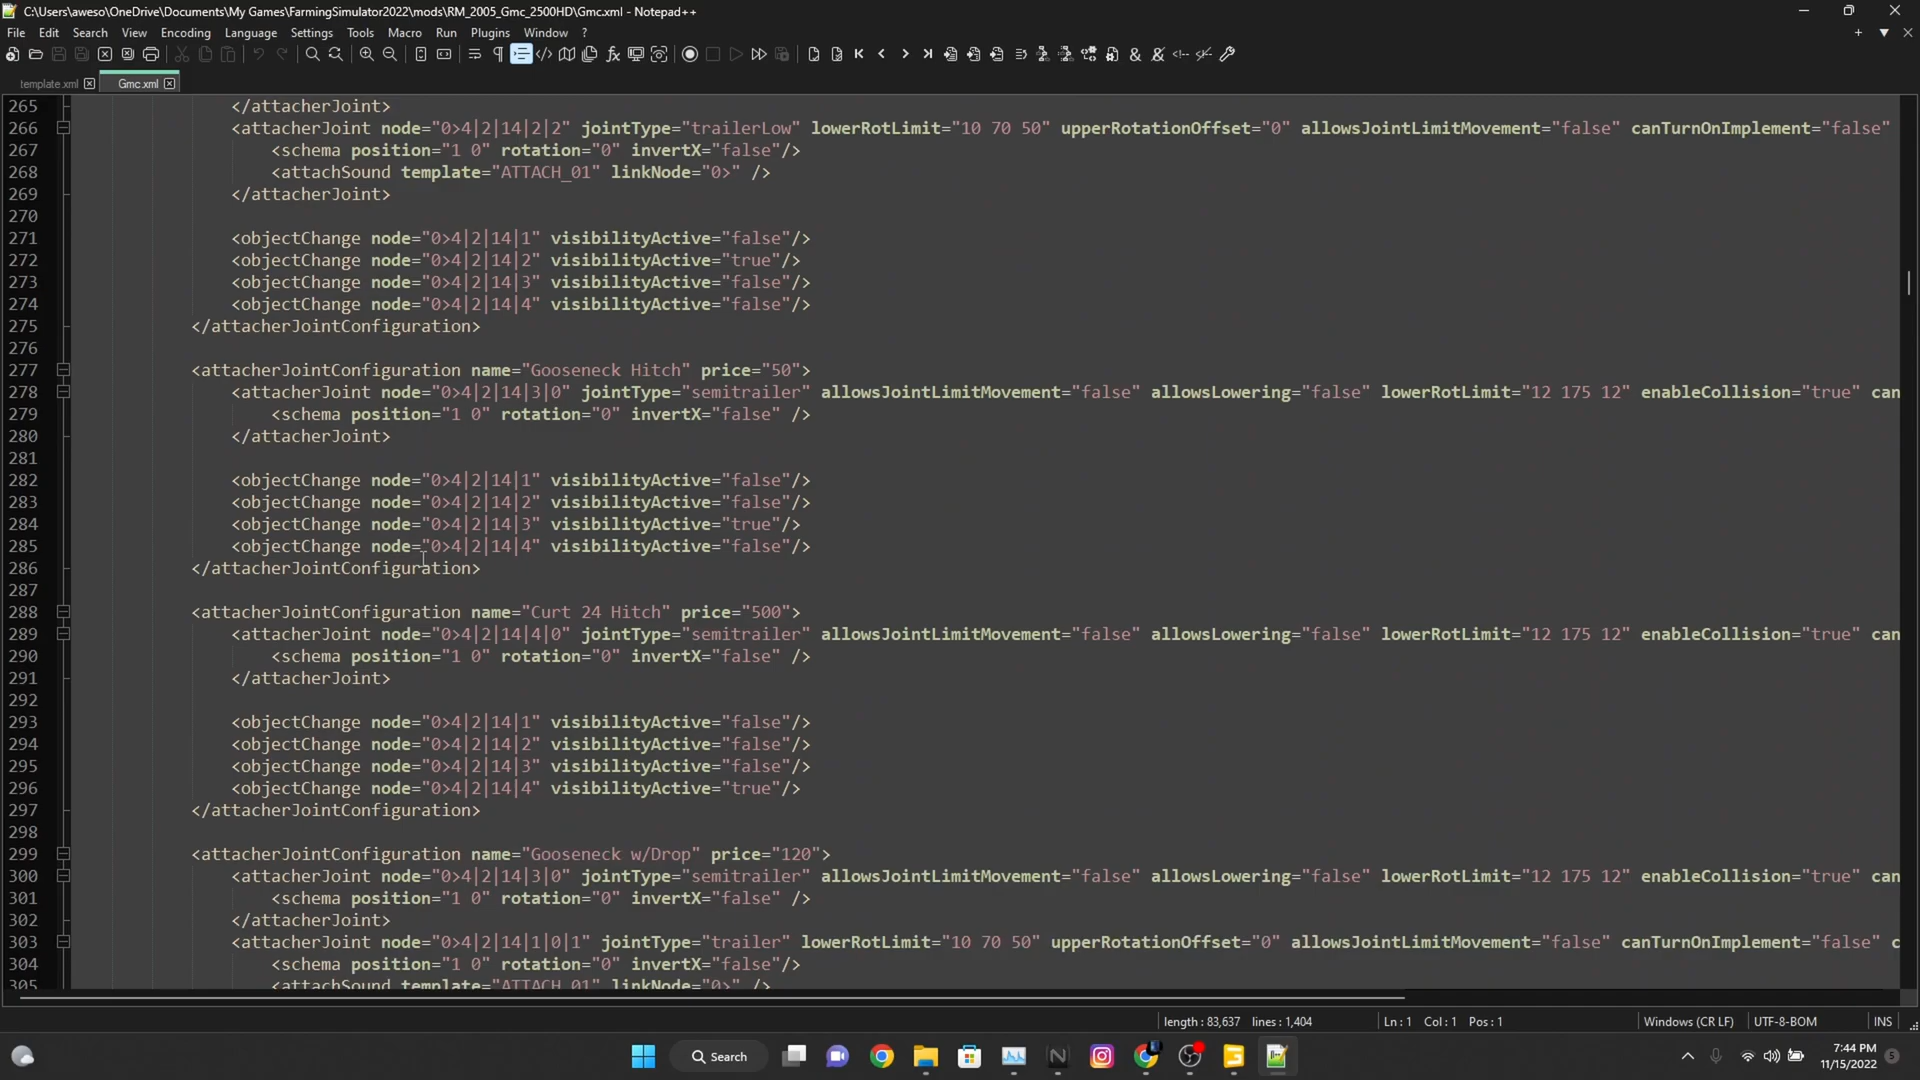 C:\Users\aweso\OneDrive\Documents\My Games\FarmingSimulator2022\mods\RM_2005_Gmc_2500HD\Gmc.xml - Notepad++
File Edit Search View Encoding Language Settings Tools Macro Run Plugins Window ?
template.xml Gmc.xml
265 </attacherJoint>
266 <attacherJoint node="0>4|2|14|2|2" jointType="trailerLow" lowerRotLimit="10 70 50" upperRotationOffset="0" allowsJointLimitMovement="false" canTurnOnImplement="false"
267 <schema position="1 0" rotation="0" invertX="false"/>
268 <attachSound template="ATTACH_01" linkNode="0>" />
269 </attacherJoint>
270
271 <objectChange node="0>4|2|14|1" visibilityActive="false"/>
272 <objectChange node="0>4|2|14|2" visibilityActive="true"/>
273 <objectChange node="0>4|2|14|3" visibilityActive="false"/>
274 <objectChange node="0>4|2|14|4" visibilityActive="false"/>
275 </attacherJointConfiguration>
276
277 <attacherJointConfiguration name="Gooseneck Hitch" price="50">
278 <attacherJoint node="0>4|2|14|3|0" jointType="semitrailer" allowsJointLimitMovement="false" allowsLowering="false" lowerRotLimit="12 175 12" enableCollision="true" can
279 <schema position="1 0" rotation="0" invertX="false" />
280 </attacherJoint>
281
282 <objectChange node="0>4|2|14|1" visibilityActive="false"/>
283 <objectChange node="0>4|2|14|2" visibilityActive="false"/>
284 <objectChange node="0>4|2|14|3" visibilityActive="true"/>
285 <objectChange node="0>4|2|14|4" visibilityActive="false"/>
286 </attacherJointConfiguration>
287
288 <attacherJointConfiguration name="Curt 24 Hitch" price="500">
289 <attacherJoint node="0>4|2|14|4|0" jointType="semitrailer" allowsJointLimitMovement="false" allowsLowering="false" lowerRotLimit="12 175 12" enableCollision="true" can
290 <schema position="1 0" rotation="0" invertX="false" />
291 </attacherJoint>
292
293 <objectChange node="0>4|2|14|1" visibilityActive="false"/>
294 <objectChange node="0>4|2|14|2" visibilityActive="false"/>
295 <objectChange node="0>4|2|14|3" visibilityActive="false"/>
296 <objectChange node="0>4|2|14|4" visibilityActive="true"/>
297 </attacherJointConfiguration>
298
299 <attacherJointConfiguration name="Gooseneck w/Drop" price="120">
300 <attacherJoint node="0>4|2|14|3|0" jointType="semitrailer" allowsJointLimitMovement="false" allowsLowering="false" lowerRotLimit="12 175 12" enableCollision="true" can
301 <schema position="1 0" rotation="0" invertX="false" />
302 </attacherJoint>
303 <attacherJoint node="0>4|2|14|1|0|1" jointType="trailer" lowerRotLimit="10 70 50" upperRotationOffset="0" allowsJointLimitMovement="false" canTurnOnImplement="false" c
304 <schema position="1 0" rotation="0" invertX="false"/>
305 <attachSound template="ATTACH_01" linkNode="0>" />
length : 83,637 lines : 1,404 Ln : 1 Col : 1 Pos : 1 Windows (CR LF) UTF-8-BOM INS
Search
7:44 PM
11/15/2022
5